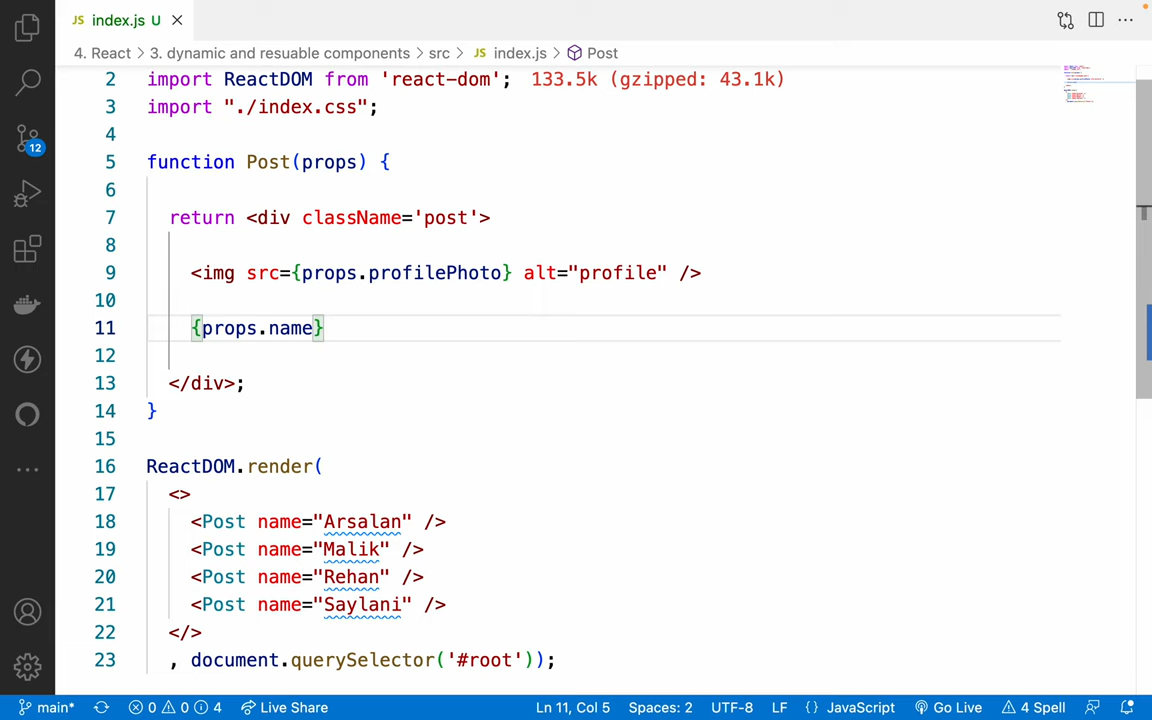 JS index.js U
4. React > 3. dynamic and resuable components > src > JS index.js > Post
2 import ReactDOM from 'react-dom'; 133.5k (gzipped: 43.1k)
3 import "./index.css";
4
5 function Post(props) {
6
7 return <div className='post'>
8
9 <img src={props.profilePhoto} alt="profile" />
10
11 {props.name}
12
13 </div>;
14 }
15
16 ReactDOM.render(
17 <>
18 <Post name="Arsalan" />
19 <Post name="Malik" />
20 <Post name="Rehan" />
21 <Post name="Saylani" />
22 </>
23 , document.querySelector('#root'));
12
main* 0 0 4 Live Share Ln 11, Col 5 Spaces: 2 UTF-8 LF {} JavaScript Go Live 4 Spell